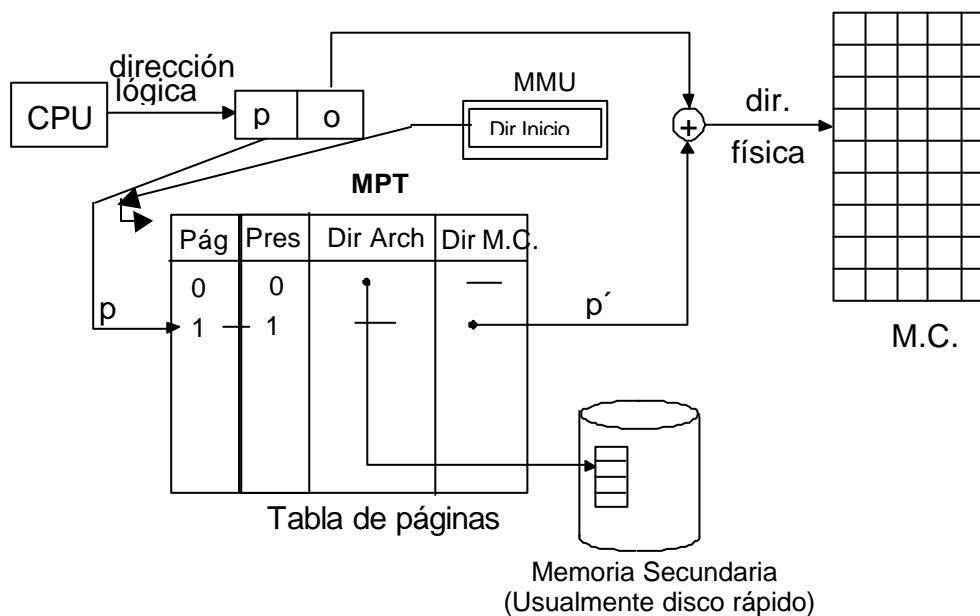 dirección
lógica
CPU
p o
MMU
Dir Inicio
+
dir.
física
MPT
Pág Pres Dir Arch Dir M.C.
0 0 —
1 1
p
p´
M.C.
Tabla de páginas
Memoria Secundaria
(Usualmente disco rápido)